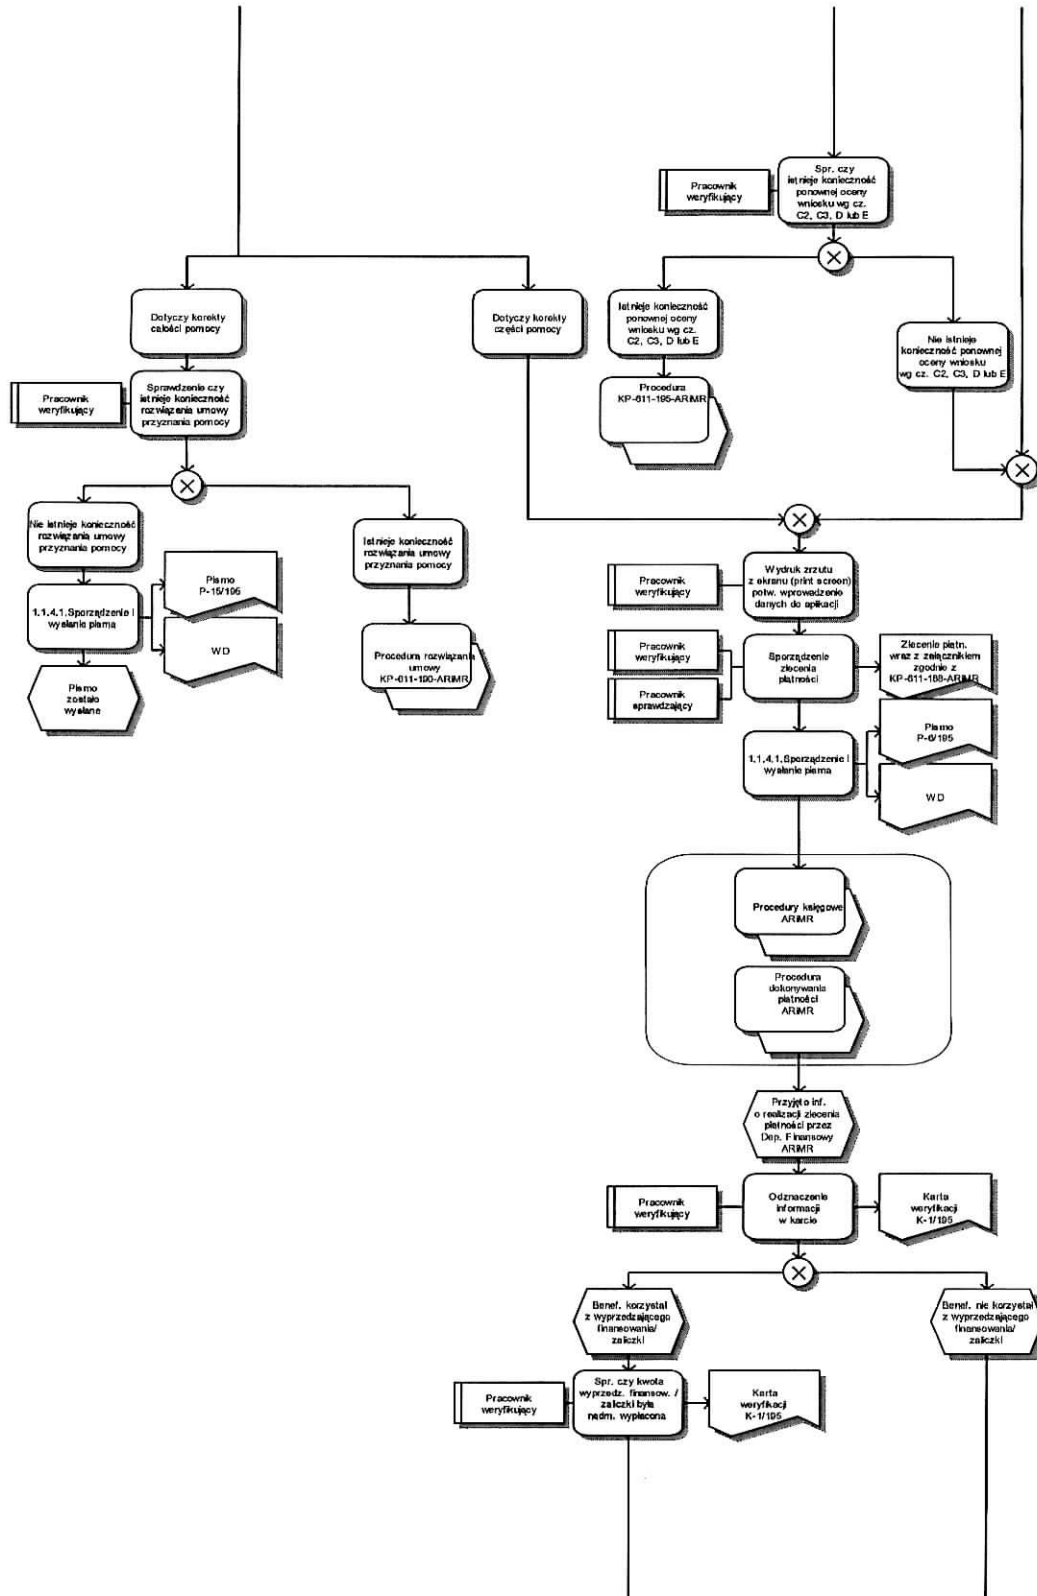 Spr. czy
istnieje konieczność
ponownej oceny
wniosku wg cz.
C2, C3, D lub E
Pracownik
weryfikujący
Dotyczy korekty
całości pomocy
Dotyczy korekty
części pomocy
Istnieje konieczność
ponownej oceny
wniosku wg cz.
C2, C3, D lub E
Nie istnieje
konieczność ponownej
oceny wniosku
wg cz. C2, C3, D lub E
Pracownik
weryfikujący
Sprawdzenie czy
istnieje konieczność
rozwiązania umowy
przyznania pomocy
Procedura
KP-611-195-ARiMR
Nie istnieje konieczność
rozwiązania umowy
przyznania pomocy
Istnieje konieczność
rozwiązania umowy
przyznania pomocy
1.1.4.1.Sporządzenie i
wysłanie pisma
Pismo
P-15/195
WD
Pismo
zostało
wysłane
Procedura rozwiązania
umowy
KP-611-190-ARiMR
Pracownik
weryfikujący
Wydruk zrzutu
z ekranu (print screen)
potw. wprowadzenie
danych do aplikacji
Pracownik
weryfikujący
Pracownik
sprawdzający
Sporządzenie
zlecenia
płatności
Zlecenie płatn.
wraz z załącznikiem
zgodnie z
KP-611-188-ARiMR
1.1.4.1.Sporządzenie i
wysłanie pisma
Pismo
P-6/195
WD
Procedury księgowe
ARiMR
Procedura
dokonywania
płatności
ARiMR
Przyjęto inf.
o realizacji zlecenia
płatności przez
Dep. Finansowy
ARiMR
Pracownik
weryfikujący
Odznaczenie
informacji
w karcie
Karta
weryfikacji
K-1/195
Benef. korzystał
z wyprzedzającego
finansowania/
zaliczki
Benef. nie korzystał
z wyprzedzającego
finansowania/
zaliczki
Pracownik
weryfikujący
Spr. czy kwota
wyprzedz. finansow. /
zaliczki była
nadm. wypłacona
Karta
weryfikacji
K-1/195